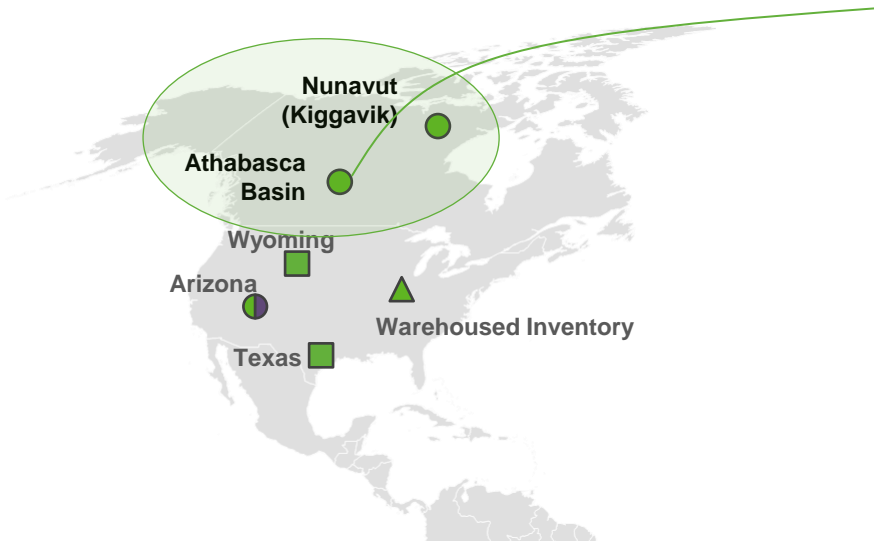 Nunavut
(Kiggavik)
Athabasca
Basin
Wyoming
Arizona
Warehoused Inventory
Texas